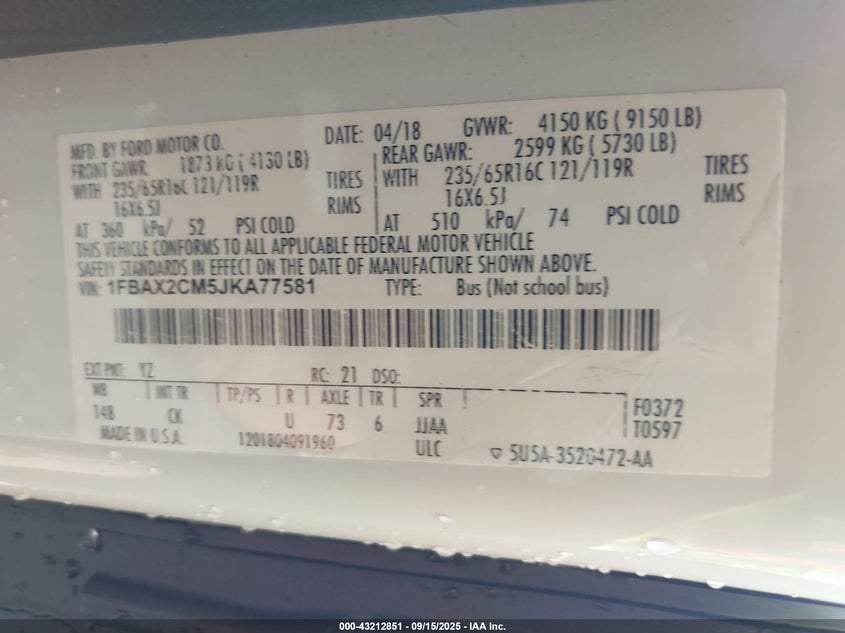 MFD. BY FORD MOTOR CO. DATE: 04/18 GVWR: 4150 KG ( 9150 LB)
FRONT GAWR: 1873 KG ( 4130 LB) REAR GAWR: 2599 KG ( 5730 LB)
WITH 235/65R16C 121/119R TIRES WITH 235/65R16C 121/119R TIRES
16X6.5J RIMS 16X6.5J RIMS
AT 360 kPa/ 52 PSI COLD AT 510 kPa/ 74 PSI COLD
THIS VEHICLE CONFORMS TO ALL APPLICABLE FEDERAL MOTOR VEHICLE
SAFETY STANDARDS IN EFFECT ON THE DATE OF MANUFACTURE SHOWN ABOVE.
VIN: 1FBAX2CM5JKA77581 TYPE: Bus (Not school bus)
EXT PNT: YZ RC: 21 DSO:
WB INT TR TP/PS R AXLE TR SPR
148 CK U 73 6 JJAA F0372
ULC T0597
MADE IN U.S.A. 1201804091960 5U5A-3520472-AA
000-43212851 - 09/15/2025 - IAA Inc.